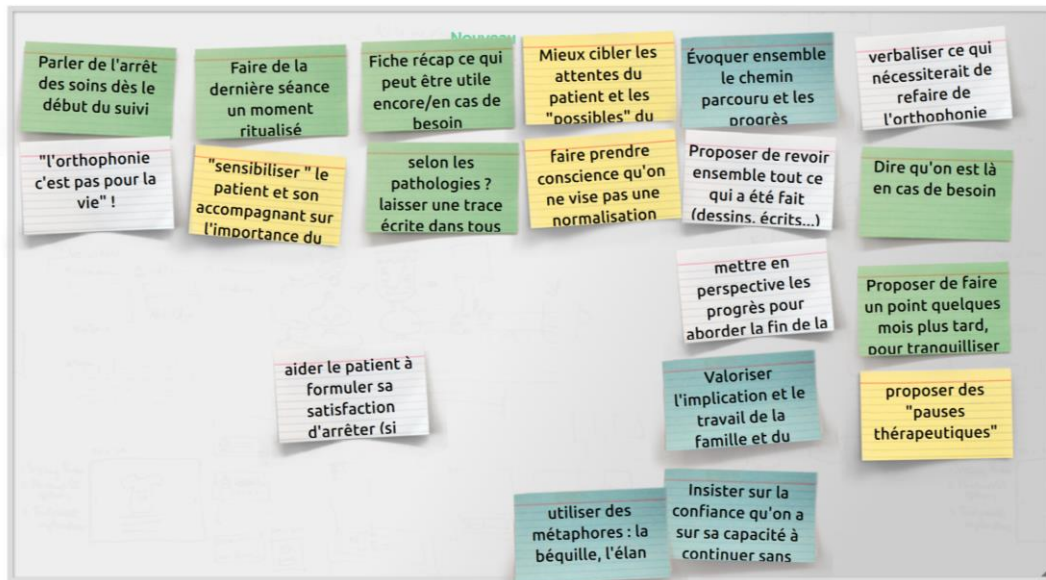 Nouveau
Parler de l'arrêt
des soins dès le
début du suivi
Faire de la
dernière séance
un moment
ritualisé
Fiche récap ce qui
peut être utile
encore/en cas de
besoin
Mieux cibler les
attentes du
patient et les
"possibles" du
Évoquer ensemble
le chemin
parcouru et les
progrès
verbaliser ce qui
nécessiterait de
refaire de
l'orthophonie
"l'orthophonie
c'est pas pour la
vie" !
"sensibiliser " le
patient et son
accompagnant sur
l'importance du
selon les
pathologies ?
laisser une trace
écrite dans tous
faire prendre
conscience qu'on
ne vise pas une
normalisation
Proposer de revoir
ensemble tout ce
qui a été fait
(dessins, écrits...)
Dire qu'on est là
en cas de besoin
mettre en
perspective les
progrès pour
aborder la fin de la
Proposer de faire
un point quelques
mois plus tard,
pour tranquilliser
aider le patient à
formuler sa
satisfaction
d'arrêter (si
Valoriser
l'implication et le
travail de la
famille et du
proposer des
"pauses
thérapeutiques"
utiliser des
métaphores : la
béquille, l'élan
Insister sur la
confiance qu'on a
sur sa capacité à
continuer sans